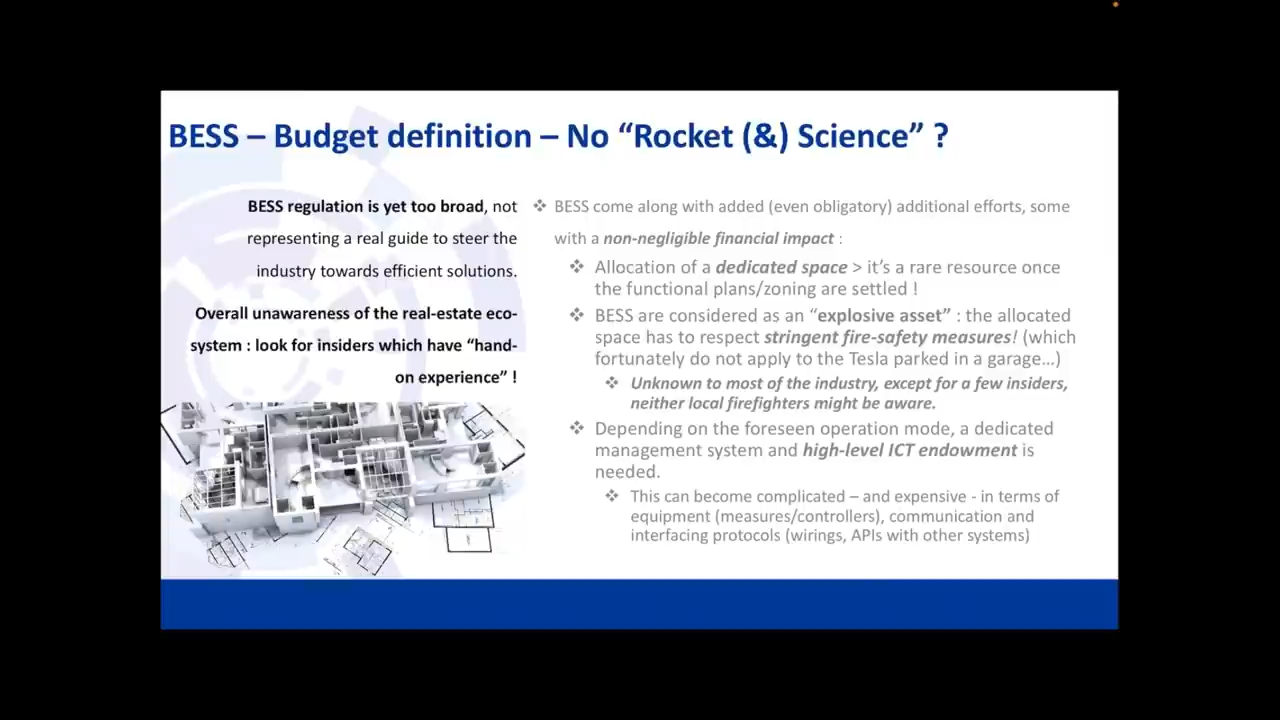 BESS – Budget definition – No “Rocket (&) Science” ?
BESS regulation is yet too broad, not
representing a real guide to steer the
industry towards efficient solutions.
Overall unawareness of the real-estate eco-
system : look for insiders which have “hand-
on experience” !
❖ BESS come along with added (even obligatory) additional efforts, some
with a non-negligible financial impact :
❖ Allocation of a dedicated space > it’s a rare resource once
the functional plans/zoning are settled !
❖ BESS are considered as an “explosive asset” : the allocated
space has to respect stringent fire-safety measures! (which
fortunately do not apply to the Tesla parked in a garage…)
❖ Unknown to most of the industry, except for a few insiders,
neither local firefighters might be aware.
❖ Depending on the foreseen operation mode, a dedicated
management system and high-level ICT endowment is
needed.
❖ This can become complicated – and expensive - in terms of
equipment (measures/controllers), communication and
interfacing protocols (wirings, APIs with other systems)